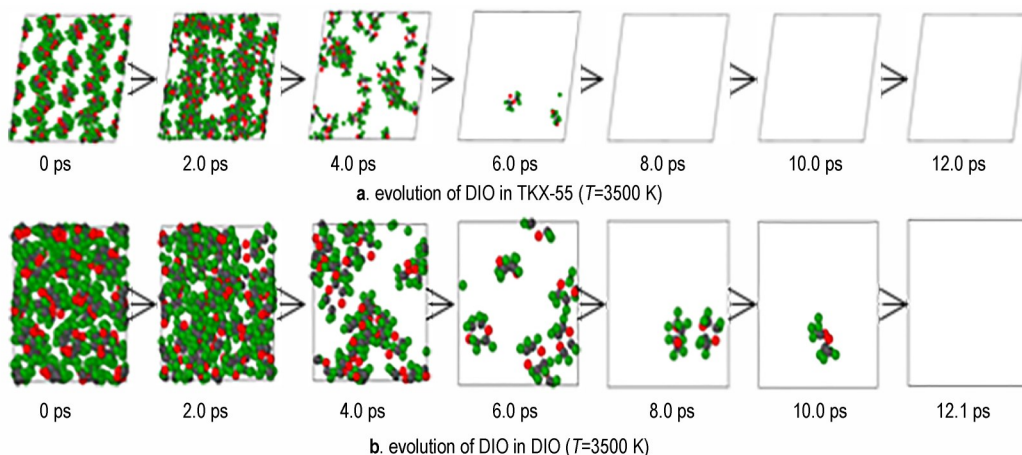 0 ps 2.0 ps 4.0 ps 6.0 ps 8.0 ps 10.0 ps 12.0 ps
a. evolution of DIO in TKX-55 (T=3500 K)
0 ps 2.0 ps 4.0 ps 6.0 ps 8.0 ps 10.0 ps 12.1 ps
b. evolution of DIO in DIO (T=3500 K)